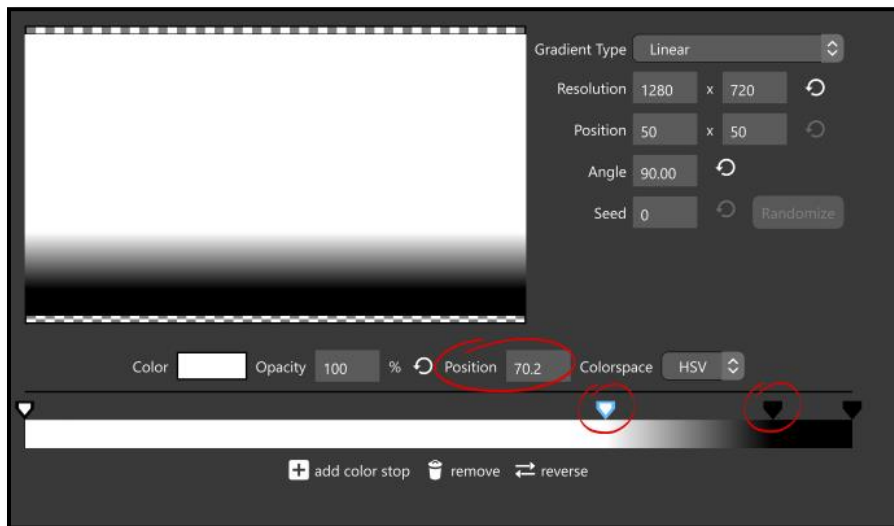 Gradient Type Linear
Resolution 1280 x 720
Position 50 x 50
Angle 90.00
Seed 0 Randomize
Color Opacity 100 % Position 70.2 Colorspace HSV
add color stop remove reverse